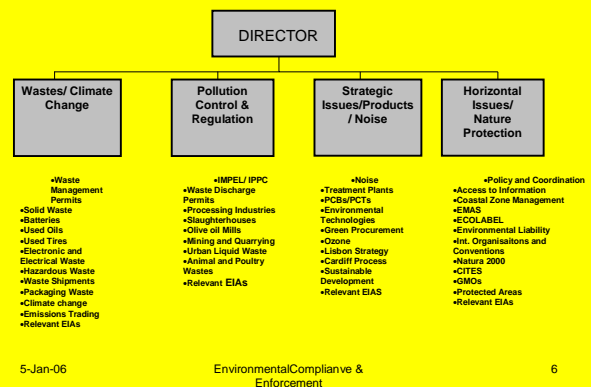 DIRECTOR
Wastes/ Climate
Change
Pollution
Control &
Regulation
Strategic
Issues/Products
/ Noise
Horizontal
Issues/
Nature
Protection
•Waste
Management
Permits
•Solid Waste
•Batteries
•Used Oils
•Used Tires
•Electronic and
Electrical Waste
•Hazardous Waste
•Waste Shipments
•Packaging Waste
•Climate change
•Emissions Trading
•Relevant EIAs
•IMPEL/ IPPC
•Waste Discharge
Permits
•Processing Industries
•Slaughterhouses
•Olive oil Mills
•Mining and Quarrying
•Urban Liquid Waste
•Animal and Poultry
Wastes
•Relevant EIAs
•Noise
•Treatment Plants
•PCBs/PCTs
•Environmental
Technologies
•Green Procurement
•Ozone
•Lisbon Strategy
•Cardiff Process
•Sustainable
Development
•Relevant EIAS
•Policy and Coordination
•Access to Information
•Coastal Zone Management
•EMAS
•ECOLABEL
•Environmental Liability
•Int. Organisaitons and
Conventions
•Natura 2000
•CITES
•GMOs
•Protected Areas
•Relevant EIAs
5-Jan-06
EnvironmentalComplianve &
Enforcement
6